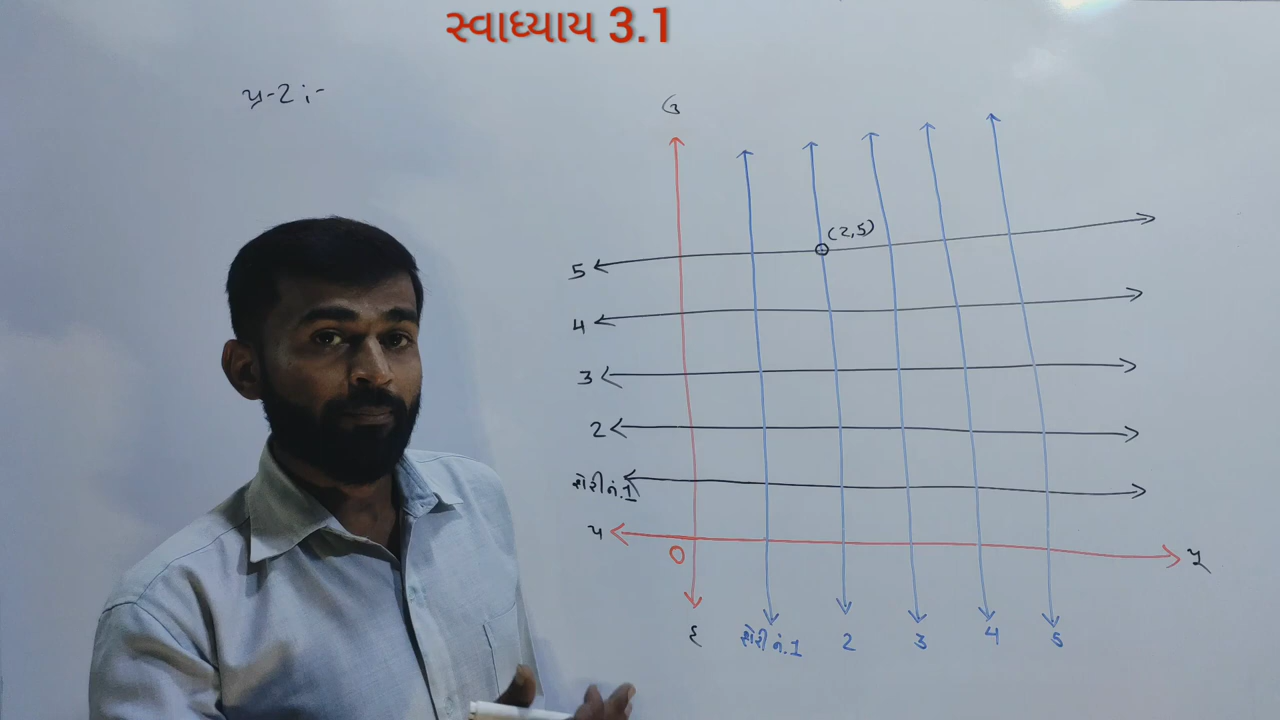 સ્વાધ્યાય 3.1
પ્ર-2 :-
ઉ
(2,5)
5
4
3
2
શેરી નં.1
પ
0
પૂ
દ
શેરી નં.1
2
3
4
5